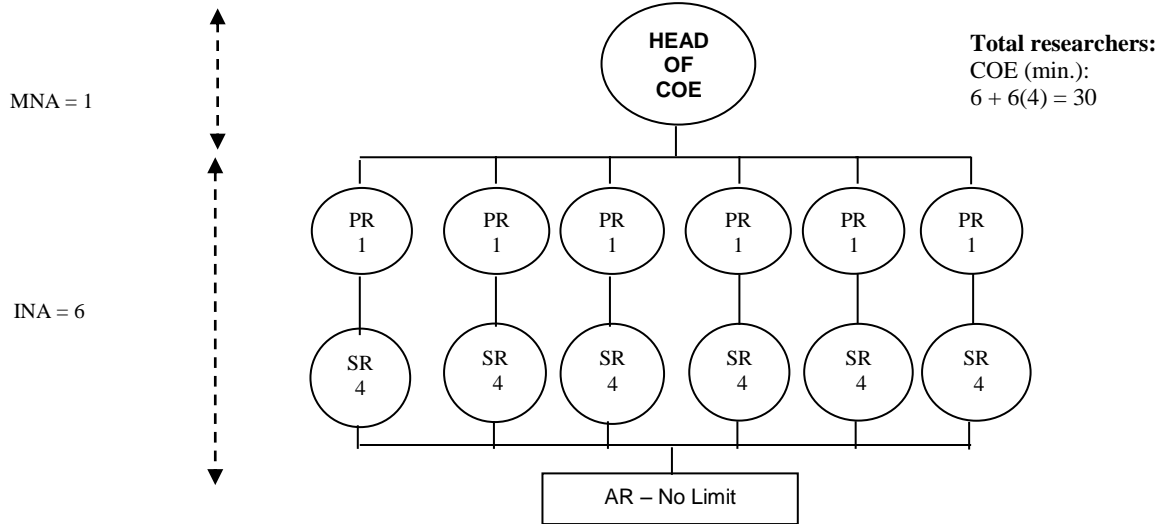 HEAD
OF
COE
Total researchers:
COE (min.):
6 + 6(4) = 30
MNA = 1
PR
1
PR
1
PR
1
PR
1
PR
1
PR
1
INA = 6
SR
4
SR
4
SR
4
SR
4
SR
4
SR
4
AR – No Limit